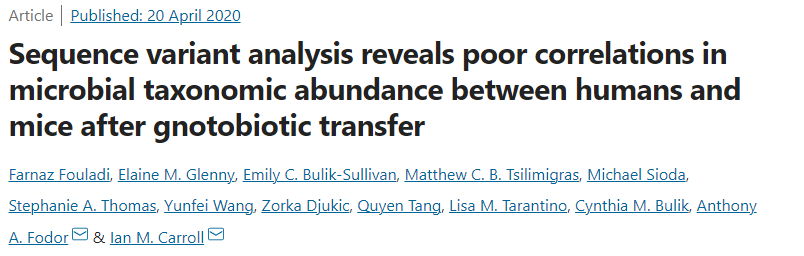 Article | Published: 20 April 2020
Sequence variant analysis reveals poor correlations in
microbial taxonomic abundance between humans and
mice after gnotobiotic transfer
Farnaz Fouladi, Elaine M. Glenny, Emily C. Bulik-Sullivan, Matthew C. B. Tsilimigras, Michael Sioda,
Stephanie A. Thomas, Yunfei Wang, Zorka Djukic, Quyen Tang, Lisa M. Tarantino, Cynthia M. Bulik, Anthony
A. Fodor & Ian M. Carroll